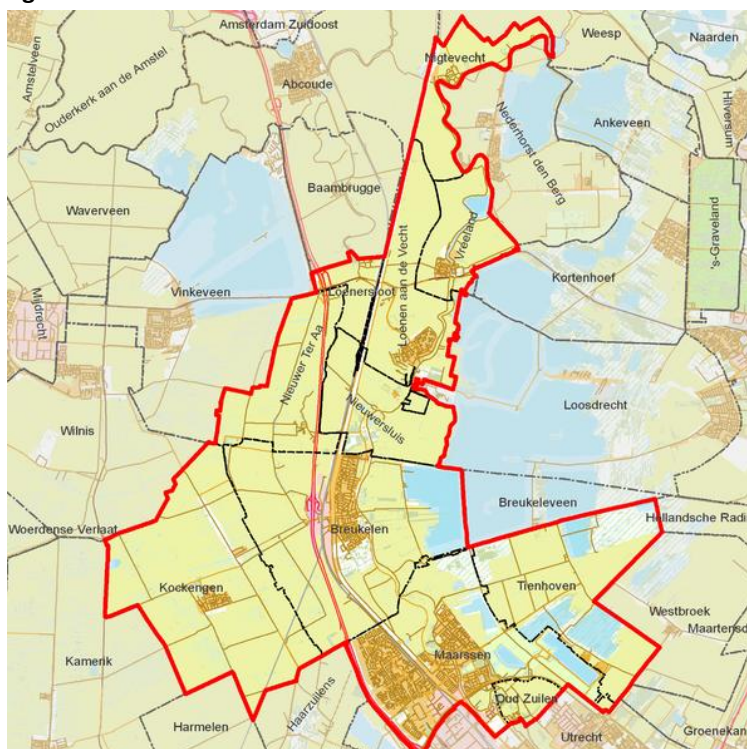 Amsterdam Zuidoost
Weesp
Naarden
Amstelveen
Nigtevecht
Abcoude
Ouderkerk aan de Amstel
Ankeveen
Hilversum
Nederhorst den Berg
Baambrugge
Waverveen
's-Graveland
Vreeland
Kortenhoef
Loenen aan de Vecht
Vinkeveen
Loenersloot
Mijdrecht
Nieuwer Ter Aa
Loosdrecht
Nieuwersluis
Wilnis
Breukeleveen
Woerdense Verlaat
Breukelen
Hollandsche Radi
Kockengen
Tienhoven
Westbroek
Maartensd
Kamerik
Maarssen
Haarzuilens
Oud Zuilen
Harmelen
Utrecht
Groenekan